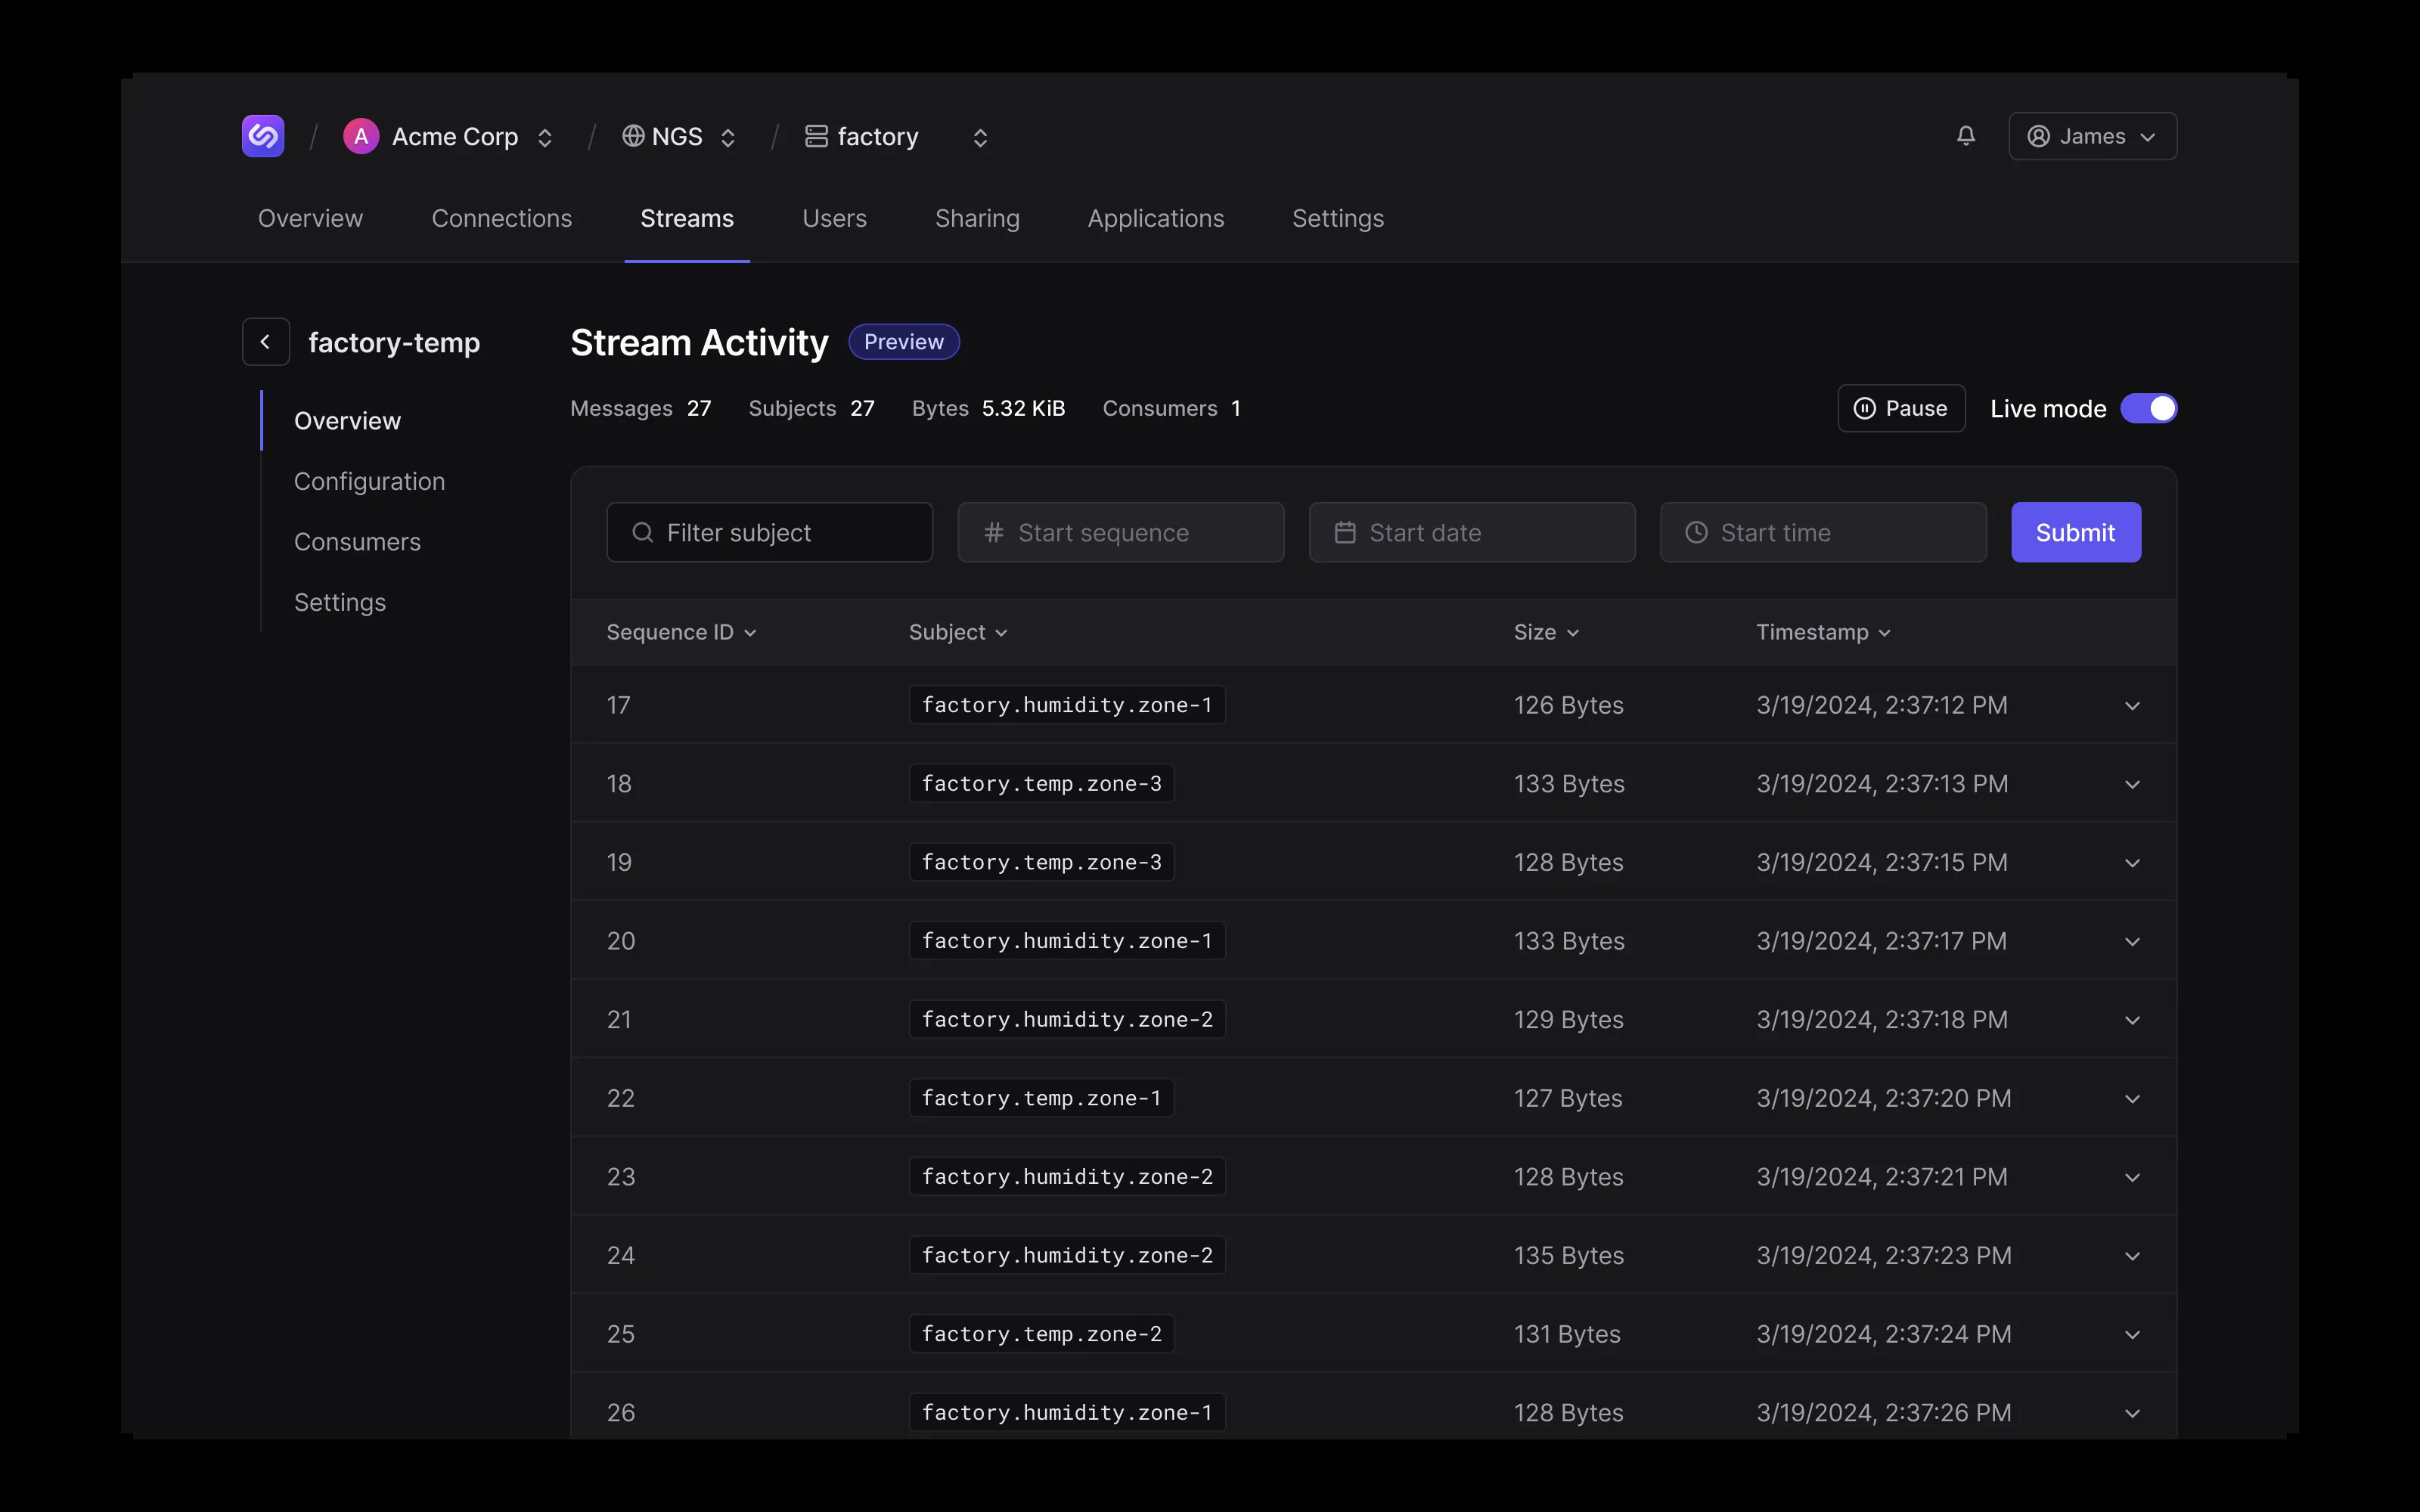 / A Acme Corp / NGS / factory James
Overview Connections Streams Users Sharing Applications Settings
factory-temp
Overview
Configuration
Consumers
Settings
Stream Activity Preview
Messages 27 Subjects 27 Bytes 5.32 KiB Consumers 1 Pause Live mode
Filter subject # Start sequence Start date Start time Submit
Sequence ID Subject Size Timestamp
17 factory.humidity.zone-1 126 Bytes 3/19/2024, 2:37:12 PM
18 factory.temp.zone-3 133 Bytes 3/19/2024, 2:37:13 PM
19 factory.temp.zone-3 128 Bytes 3/19/2024, 2:37:15 PM
20 factory.humidity.zone-1 133 Bytes 3/19/2024, 2:37:17 PM
21 factory.humidity.zone-2 129 Bytes 3/19/2024, 2:37:18 PM
22 factory.temp.zone-1 127 Bytes 3/19/2024, 2:37:20 PM
23 factory.humidity.zone-2 128 Bytes 3/19/2024, 2:37:21 PM
24 factory.humidity.zone-2 135 Bytes 3/19/2024, 2:37:23 PM
25 factory.temp.zone-2 131 Bytes 3/19/2024, 2:37:24 PM
26 factory.humidity.zone-1 128 Bytes 3/19/2024, 2:37:26 PM